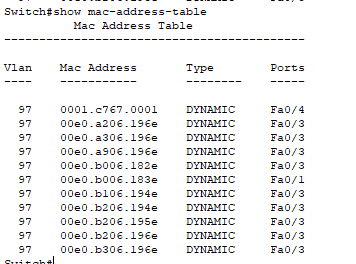 Switch#show mac-address-table
Mac Address Table
-------------------------------------------
Vlan Mac Address Type Ports
---- ----------- -------- -----
97 0001.c767.0001 DYNAMIC Fa0/4
97 00e0.a206.196e DYNAMIC Fa0/3
97 00e0.a306.196e DYNAMIC Fa0/3
97 00e0.a906.196e DYNAMIC Fa0/3
97 00e0.b006.182e DYNAMIC Fa0/3
97 00e0.b006.183e DYNAMIC Fa0/1
97 00e0.b106.194e DYNAMIC Fa0/3
97 00e0.b206.194e DYNAMIC Fa0/3
97 00e0.b206.195e DYNAMIC Fa0/3
97 00e0.b206.196e DYNAMIC Fa0/3
97 00e0.b306.196e DYNAMIC Fa0/3
Switch#